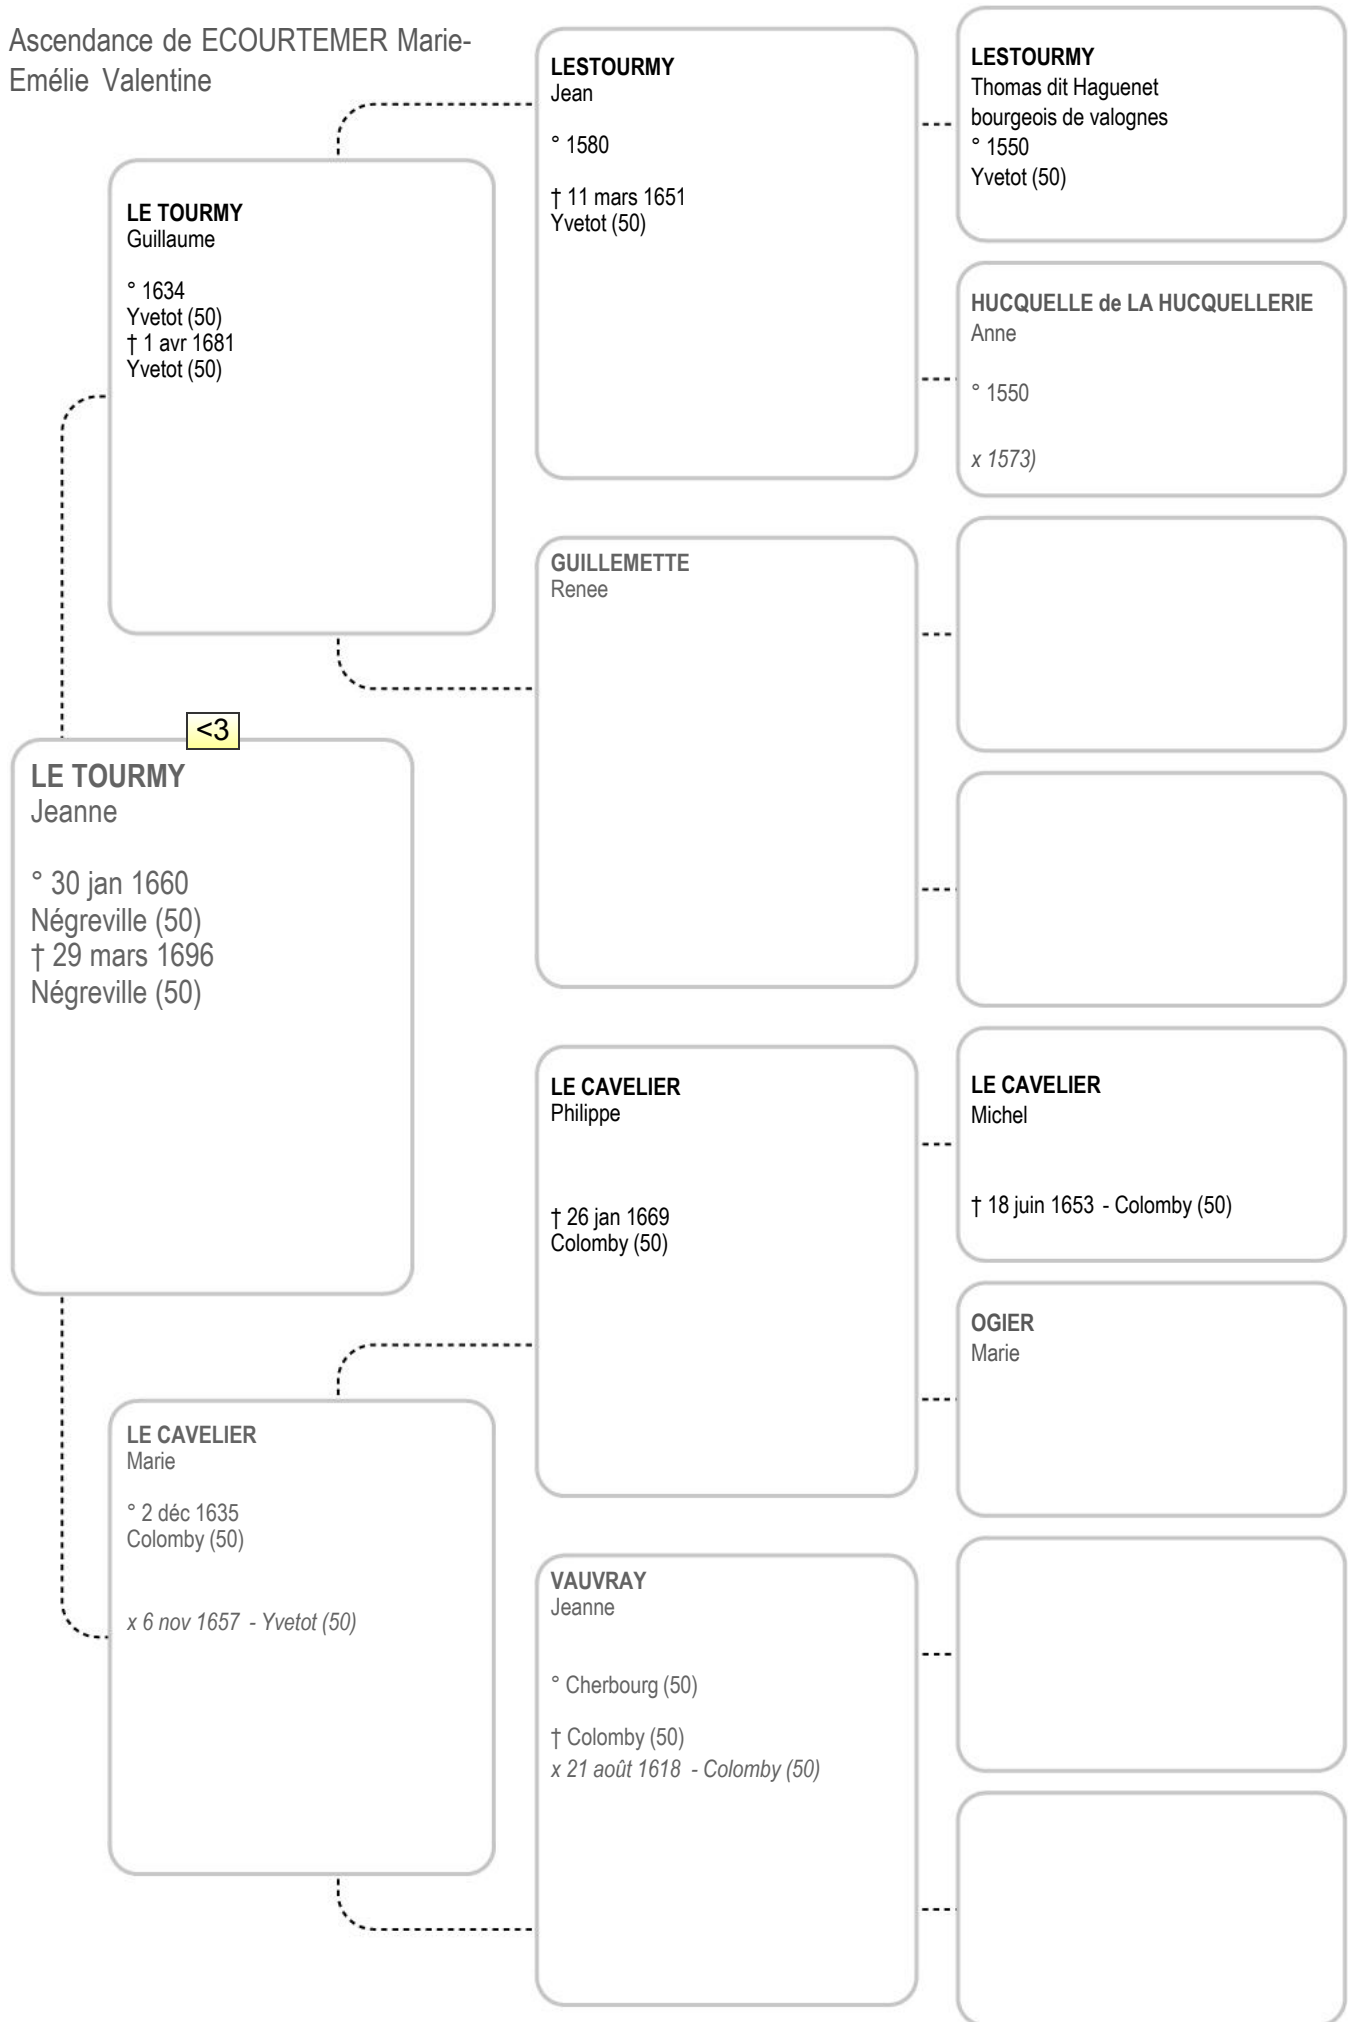 Ascendance de ECOURTEMER Marie-
Emélie Valentine
LE TOURMY
Guillaume
° 1634
Yvetot (50)
† 1 avr 1681
Yvetot (50)
<3
LE TOURMY
Jeanne
° 30 jan 1660
Négreville (50)
† 29 mars 1696
Négreville (50)
LE CAVELIER
Marie
° 2 déc 1635
Colomby (50)
x 6 nov 1657 - Yvetot (50)
LESTOURMY
Jean
° 1580
† 11 mars 1651
Yvetot (50)
GUILLEMETTE
Renee
LE CAVELIER
Philippe
† 26 jan 1669
Colomby (50)
VAUVRAY
Jeanne
° Cherbourg (50)
† Colomby (50)
x 21 août 1618 - Colomby (50)
LESTOURMY
Thomas dit Haguenet
bourgeois de valognes
° 1550
Yvetot (50)
HUCQUELLE de LA HUCQUELLERIE
Anne
° 1550
x 1573)
LE CAVELIER
Michel
† 18 juin 1653 - Colomby (50)
OGIER
Marie